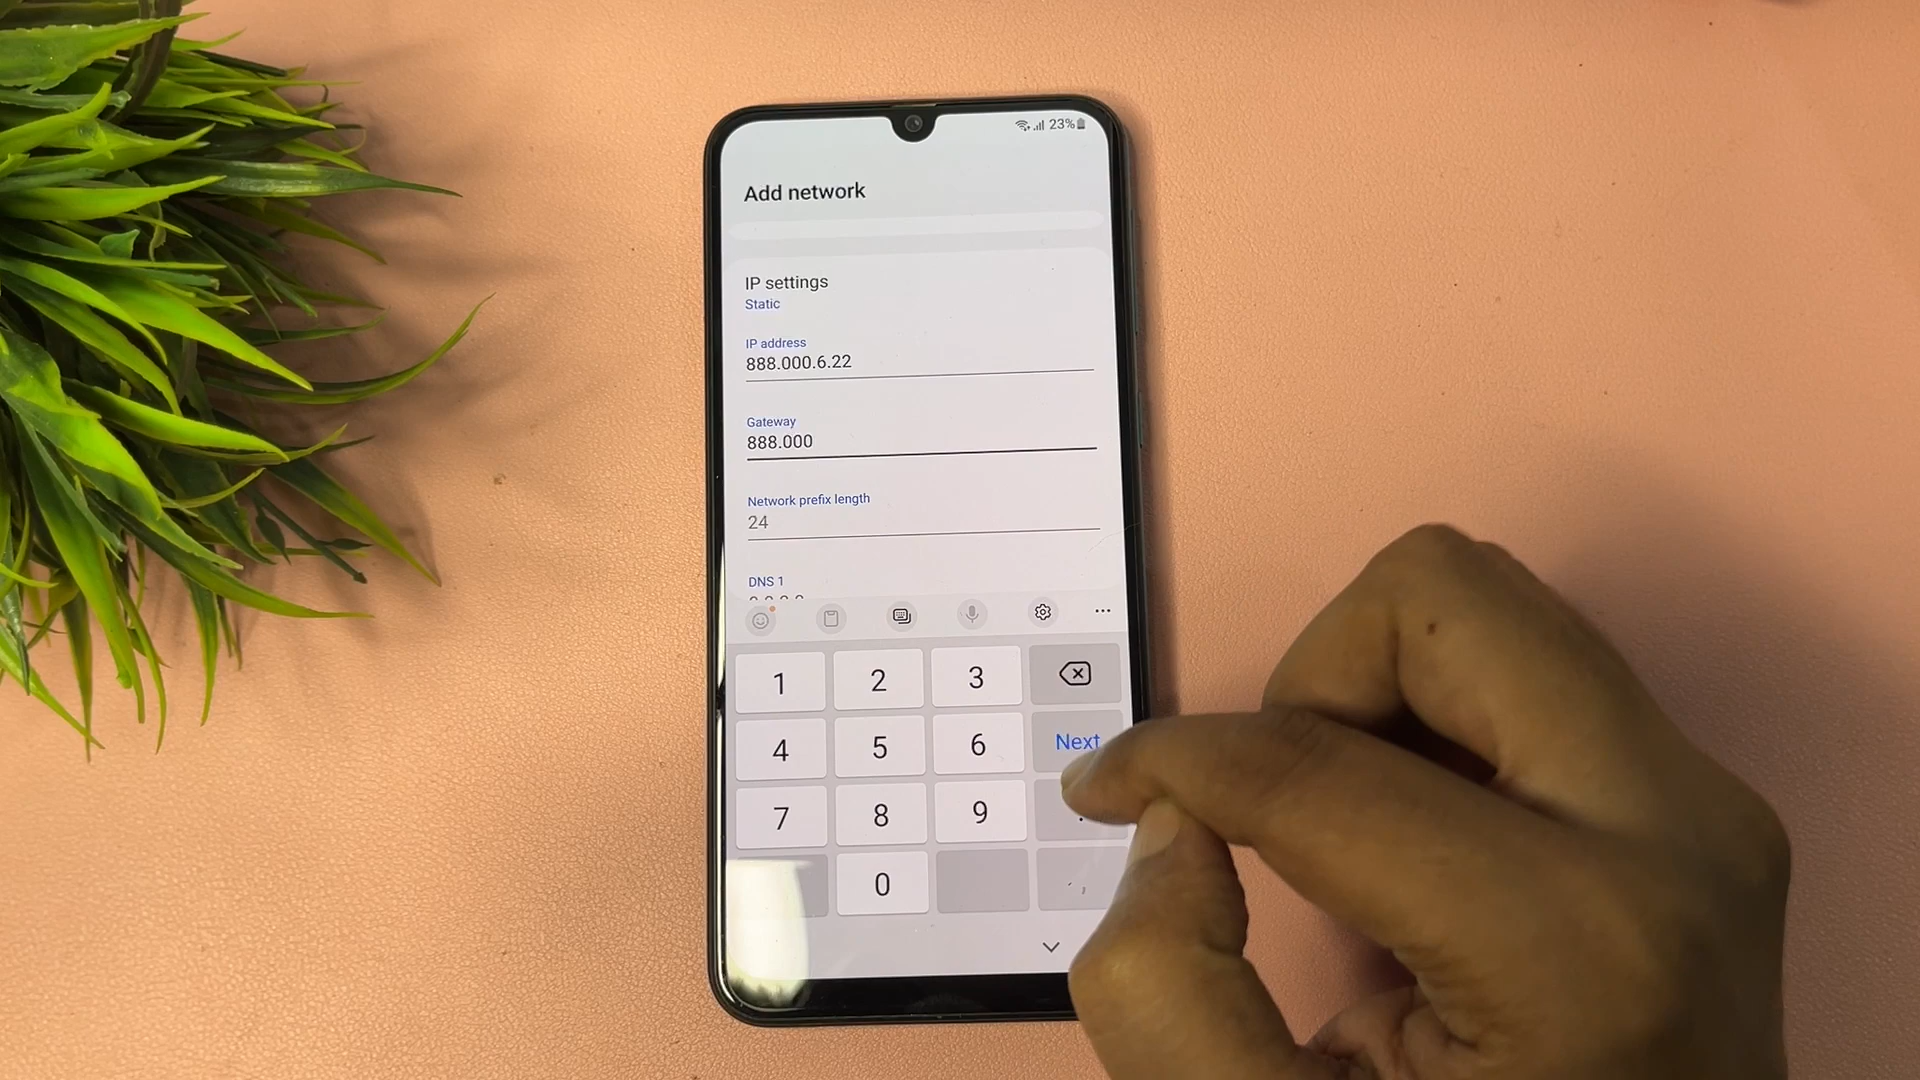 23%
Add network
IP settings
Static
IP address
888.000.6.22
Gateway
888.000
Network prefix length
24
DNS 1
1 2 3
4 5 6 Next
7 8 9 .
0 ,